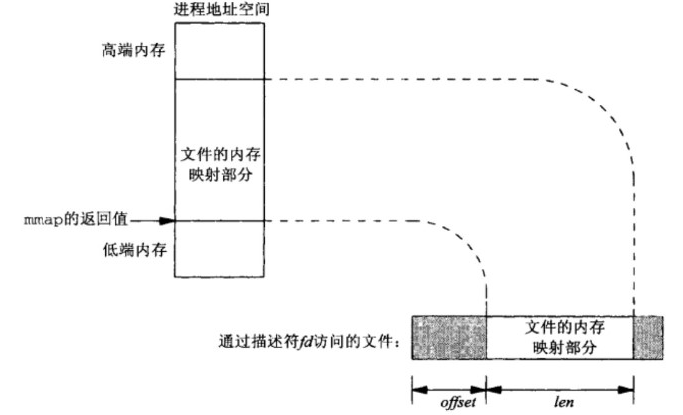 进程地址空间
高端内存
文件的内存
映射部分
mmap的返回值
低端内存
通过描述符fd访问的文件：
文件的内存
映射部分
offset
len